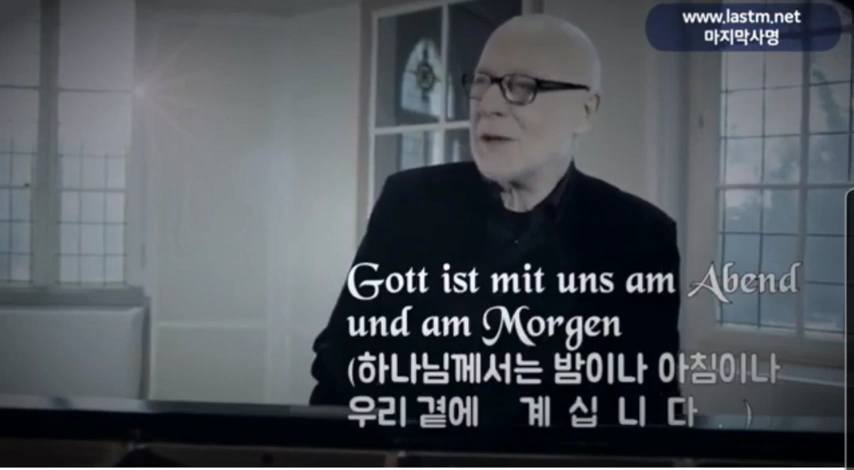 www.lastm.net
마지막사명
Gott ist mit uns am Abend
und am Morgen
(하나님께서는 밤이나 아침이나
우리 곁에 계 십 니 다 )